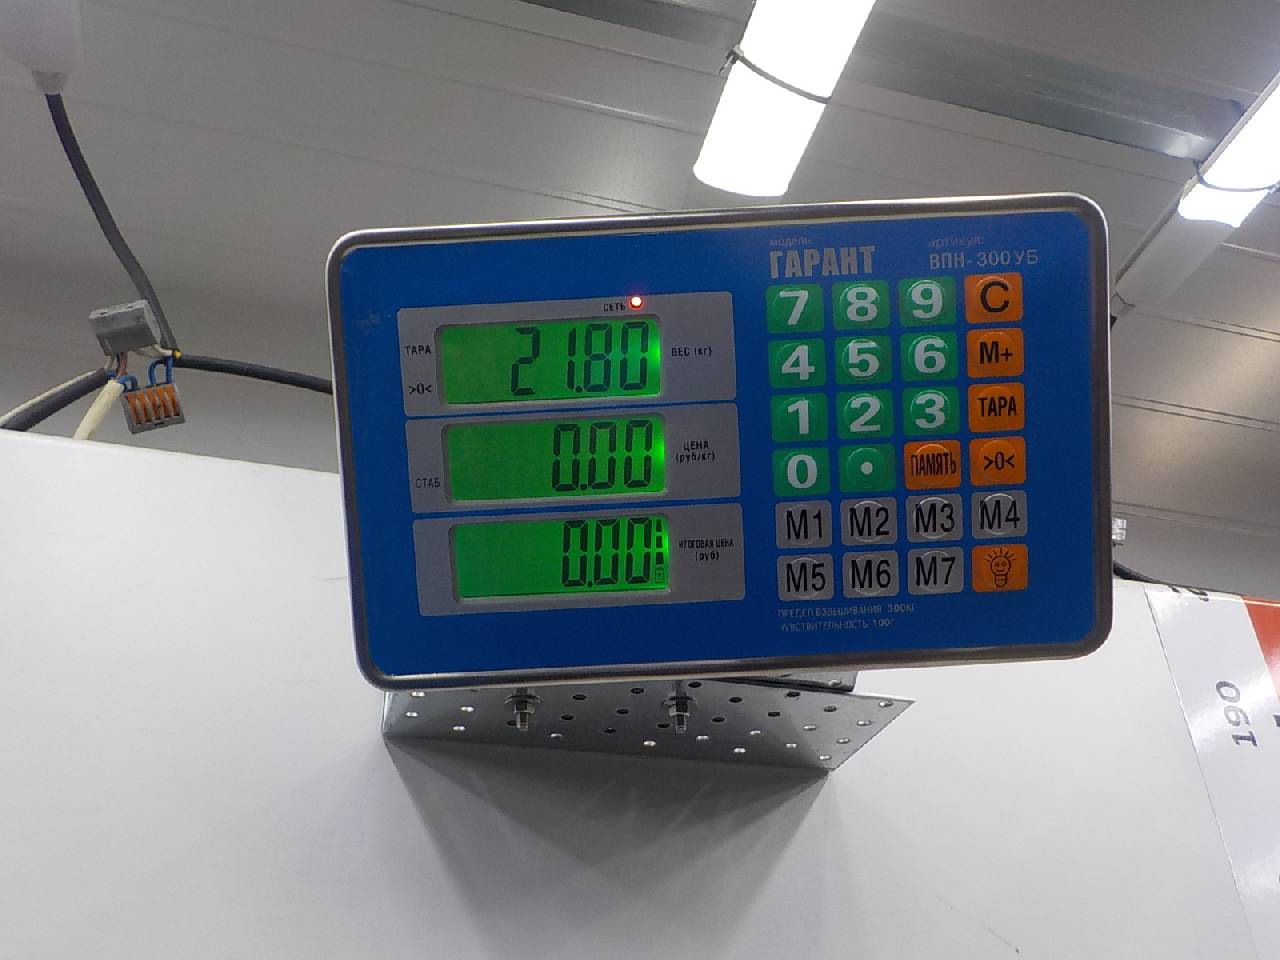 модель:
ГАРАНТ
артикул:
ВПН-300УБ
СЕТЬ
ТАРА
>0<
21.80
ВЕС (кг)
СТАБ
0.00
ЦЕНА
(руб/кг)
0.00
ИТОГОВАЯ ЦЕНА
(руб)
7 8 9 C
4 5 6 M+
1 2 3 ТАРА
0 . ПАМЯТЬ >0<
M1 M2 M3 M4
M5 M6 M7
ПРЕДЕЛ ВЗВЕШИВАНИЯ 300КГ
ЧУВСТВИТЕЛЬНОСТЬ 100Г
190